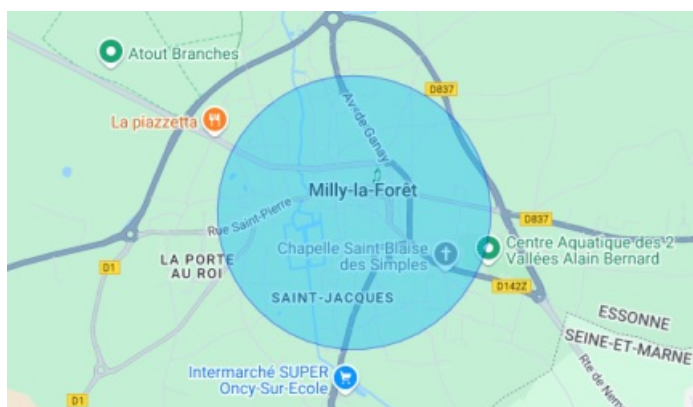 Atout Branches
D837
La piazzetta
Av. de Ganay
Milly-la-Forêt
Rue Saint-Pierre
D837
Chapelle Saint Blaise
des Simples
Centre Aquatique des 2
Vallées Alain Bernard
LA PORTE
AU ROI
D1
D142Z
SAINT-JACQUES
ESSONNE
SEINE-ET-MARNE
Intermarché SUPER
Oncy-Sur-Ecole
Rte de Nem
D1